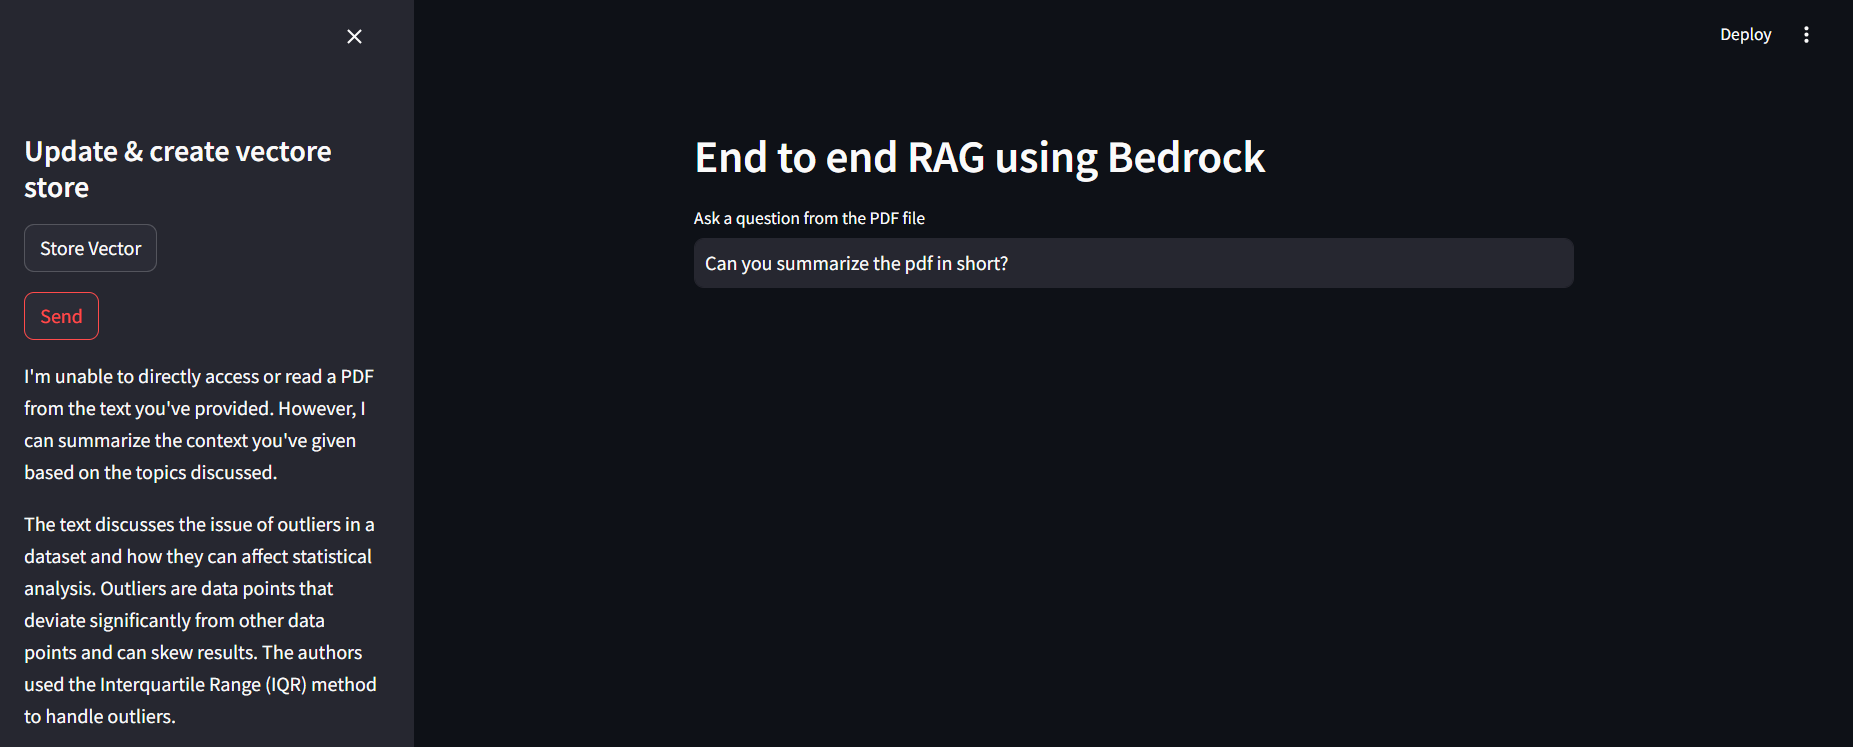 Deploy
Update & create vectore
store
Store Vector
Send
I'm unable to directly access or read a PDF
from the text you've provided. However, I
can summarize the context you've given
based on the topics discussed.
The text discusses the issue of outliers in a
dataset and how they can affect statistical
analysis. Outliers are data points that
deviate significantly from other data
points and can skew results. The authors
used the Interquartile Range (IQR) method
to handle outliers.
End to end RAG using Bedrock
Ask a question from the PDF file
Can you summarize the pdf in short?